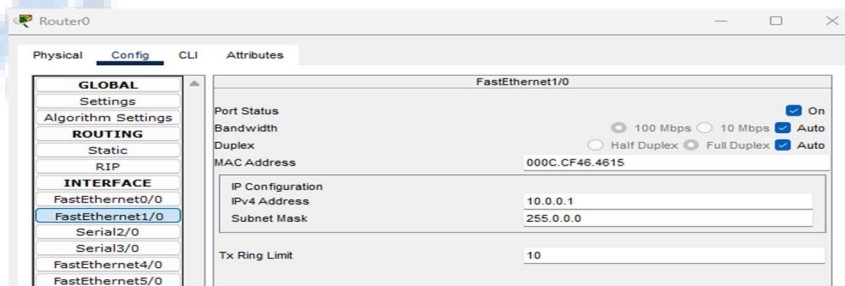 Router0
Physical Config CLI Attributes
GLOBAL
Settings
Algorithm Settings
ROUTING
Static
RIP
INTERFACE
FastEthernet0/0
FastEthernet1/0
Serial2/0
Serial3/0
FastEthernet4/0
FastEthernet5/0
FastEthernet1/0
Port Status On
Bandwidth 100 Mbps 10 Mbps Auto
Duplex Half Duplex Full Duplex Auto
MAC Address 000C.CF46.4615
IP Configuration
IPv4 Address 10.0.0.1
Subnet Mask 255.0.0.0
Tx Ring Limit 10